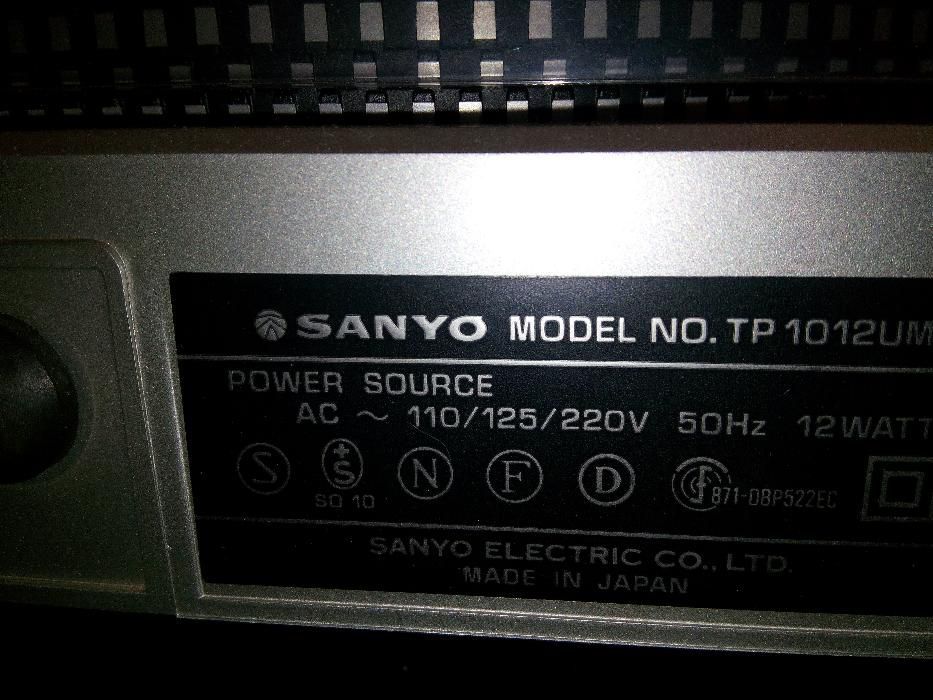 SANYO MODEL NO. TP 1012UM
POWER SOURCE
AC ~ 110/125/220V 50Hz 12WATT
S +S N F D 871-08P522EC
SO 10
SANYO ELECTRIC CO., LTD.
MADE IN JAPAN